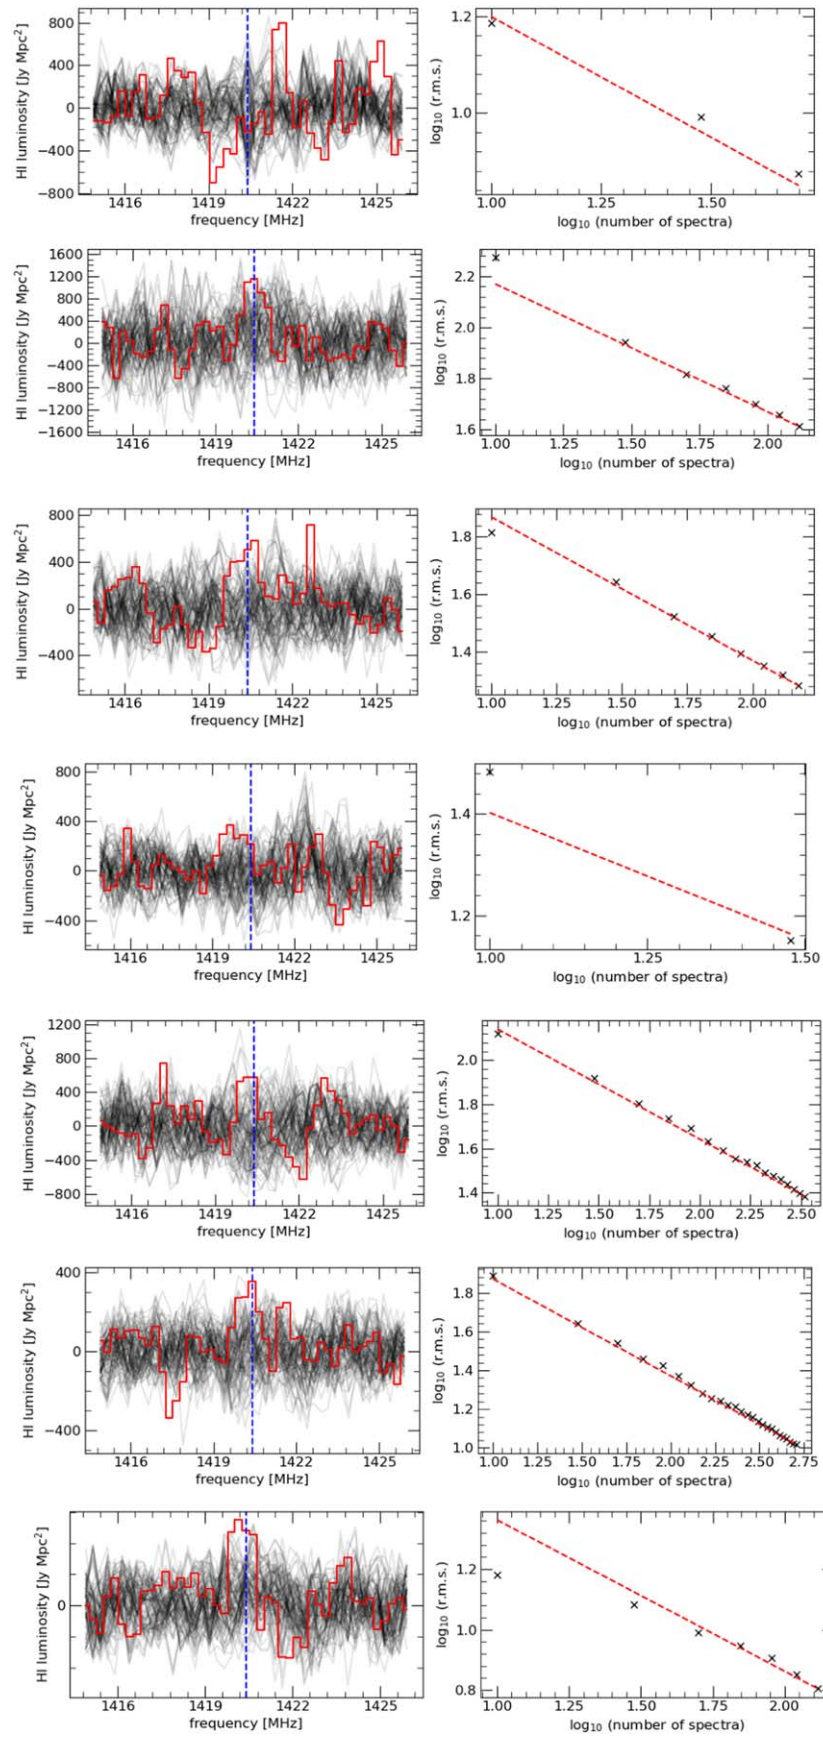 HI luminosity [Jy Mpc²]
800
400
0
−400
−800
1416 1419 1422 1425
frequency [MHz]
log₁₀ (r.m.s.)
1.2
1.0
1.00 1.25 1.50
log₁₀ (number of spectra)
HI luminosity [Jy Mpc²]
1600
1200
800
400
0
−400
−800
−1200
−1600
1416 1419 1422 1425
frequency [MHz]
log₁₀ (r.m.s.)
2.2
2.0
1.8
1.6
1.00 1.25 1.50 1.75 2.00
log₁₀ (number of spectra)
HI luminosity [Jy Mpc²]
800
400
0
−400
1416 1419 1422 1425
frequency [MHz]
log₁₀ (r.m.s.)
1.8
1.6
1.4
1.00 1.25 1.50 1.75 2.00
log₁₀ (number of spectra)
HI luminosity [Jy Mpc²]
800
400
0
−400
1416 1419 1422 1425
frequency [MHz]
log₁₀ (r.m.s.)
1.4
1.2
1.00 1.25 1.50
log₁₀ (number of spectra)
HI luminosity [Jy Mpc²]
1200
800
400
0
−400
−800
1416 1419 1422 1425
frequency [MHz]
log₁₀ (r.m.s.)
2.0
1.8
1.6
1.4
1.00 1.25 1.50 1.75 2.00 2.25 2.50
log₁₀ (number of spectra)
HI luminosity [Jy Mpc²]
400
0
−400
1416 1419 1422 1425
frequency [MHz]
log₁₀ (r.m.s.)
1.8
1.6
1.4
1.2
1.0
1.00 1.25 1.50 1.75 2.00 2.25 2.50 2.75
log₁₀ (number of spectra)
HI luminosity [Jy Mpc²]
0
1416 1419 1422 1425
frequency [MHz]
log₁₀ (r.m.s.)
1.2
1.0
0.8
1.00 1.25 1.50 1.75 2.00
log₁₀ (number of spectra)